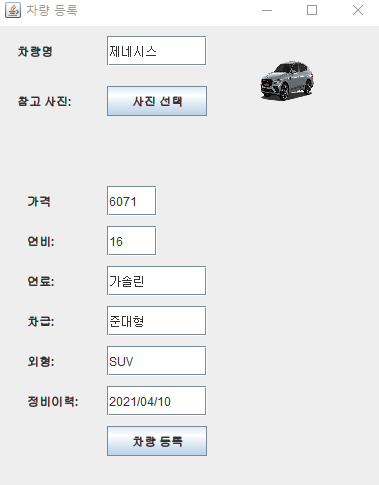 차량 등록
차량명 제네시스
참고 사진: 사진 선택
가격 6071
연비: 16
연료: 가솔린
차급: 준대형
외형: SUV
정비이력: 2021/04/10
차량 등록